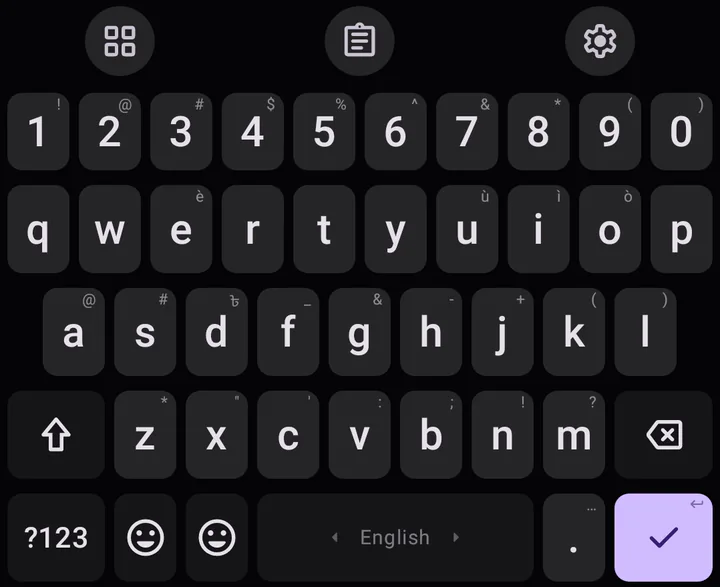 ! @ # $ % ^ & * ( )
1 2 3 4 5 6 7 8 9 0
è ù ì ò
q w e r t y u i o p
@ # _ & - + ( )
a s d f g h j k l
* " ' : ; ! ?
z x c v b n m
...
?123 English .